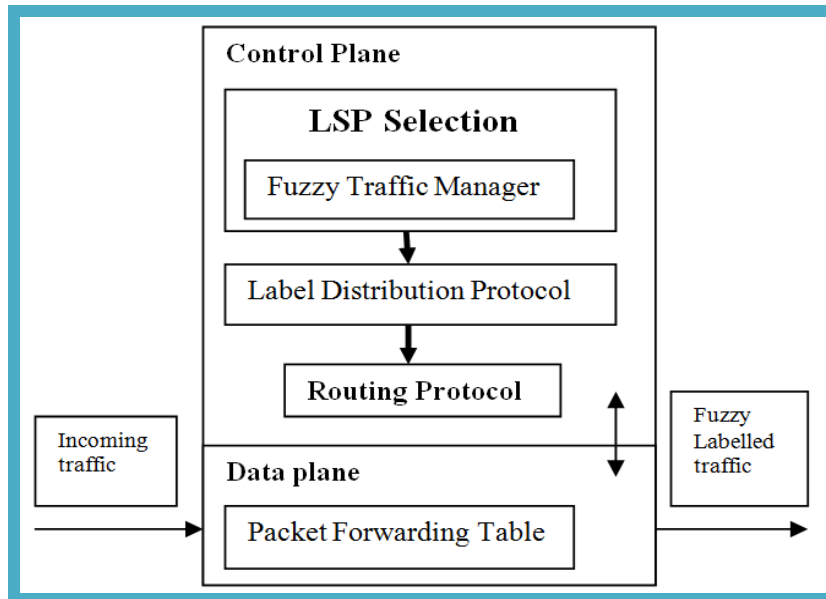 Control Plane
LSP Selection
Fuzzy Traffic Manager
Label Distribution Protocol
Routing Protocol
Incoming
traffic
Fuzzy
Labelled
traffic
Data plane
Packet Forwarding Table